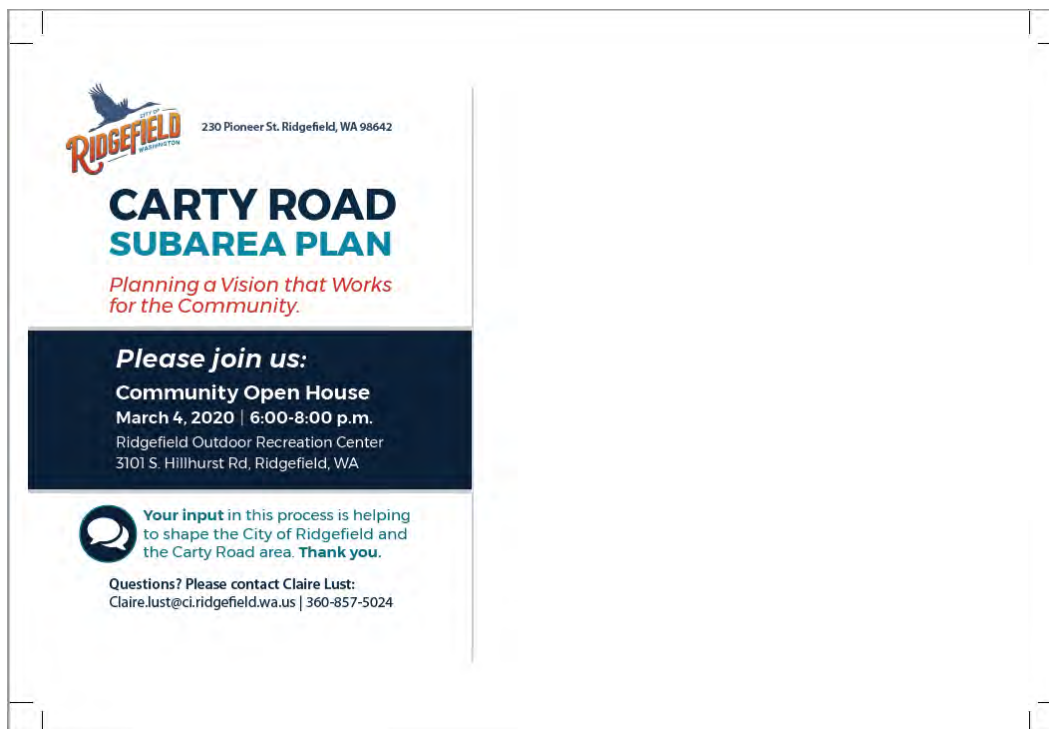 CITY OF
RIDGEFIELD
WASHINGTON
230 Pioneer St. Ridgefield, WA 98642
CARTY ROAD
SUBAREA PLAN
Planning a Vision that Works
for the Community.
Please join us:
Community Open House
March 4, 2020 | 6:00-8:00 p.m.
Ridgefield Outdoor Recreation Center
3101 S. Hillhurst Rd, Ridgefield, WA
Your input in this process is helping
to shape the City of Ridgefield and
the Carty Road area. Thank you.
Questions? Please contact Claire Lust:
Claire.lust@ci.ridgefield.wa.us | 360-857-5024